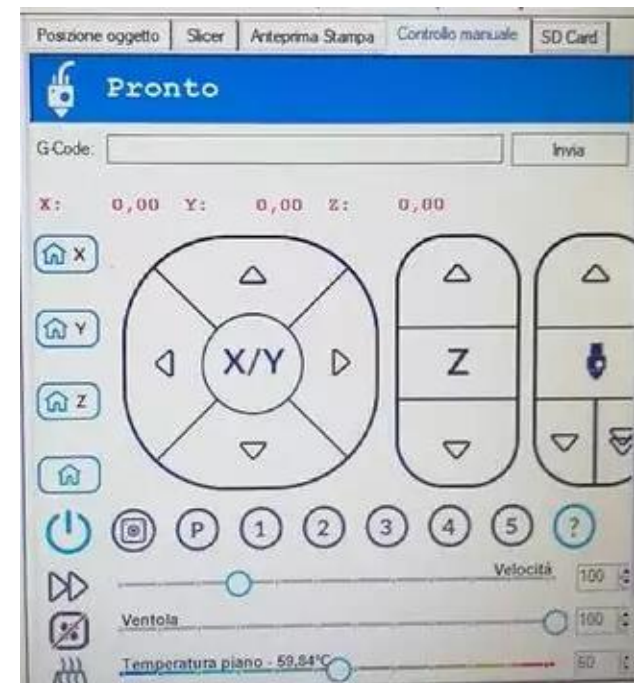 Posizione oggetto Slicer Anteprima Stampa Controllo manuale SD Card
Pronto
G-Code: Invia
X: 0,00 Y: 0,00 Z: 0,00
X
Y
X/Y Z
Z
P 1 2 3 4 5 ?
Velocità 100
Ventola 100
Temperatura piano - 59,84°C 60